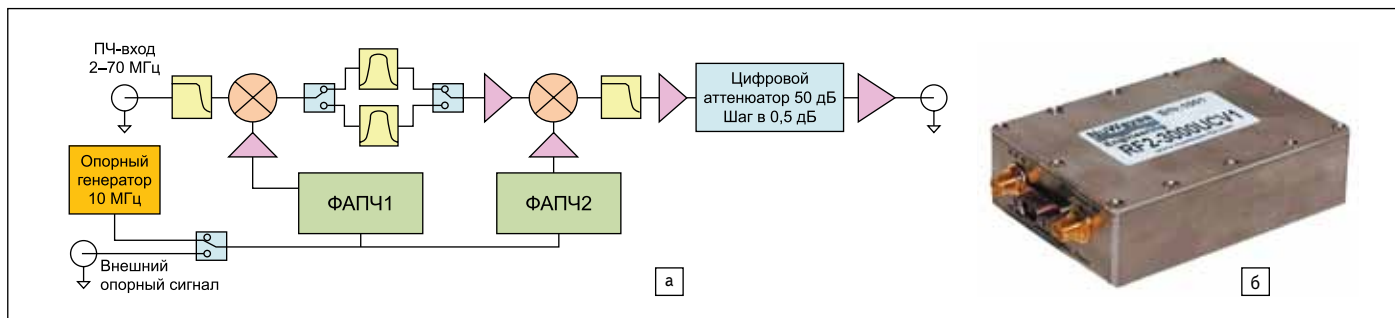 ПЧ-вход
2–70 МГц
Цифровой
аттенюатор 50 дБ
Шаг в 0,5 дБ
Опорный
генератор
10 МГц
ФАПЧ1
ФАПЧ2
Внешний
опорный сигнал
а
RF2-3000UCV1
б